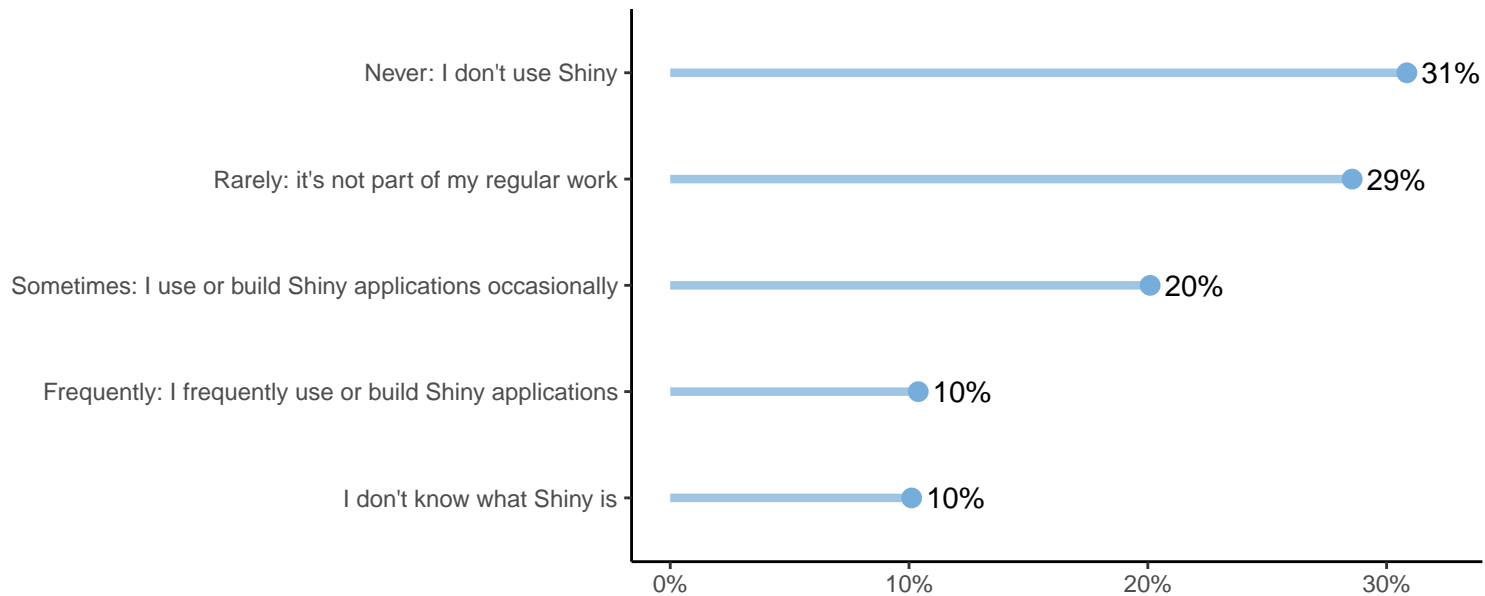 Never: I don't use Shiny 31%
Rarely: it's not part of my regular work 29%
Sometimes: I use or build Shiny applications occasionally 20%
Frequently: I frequently use or build Shiny applications 10%
I don't know what Shiny is 10%
0% 10% 20% 30%